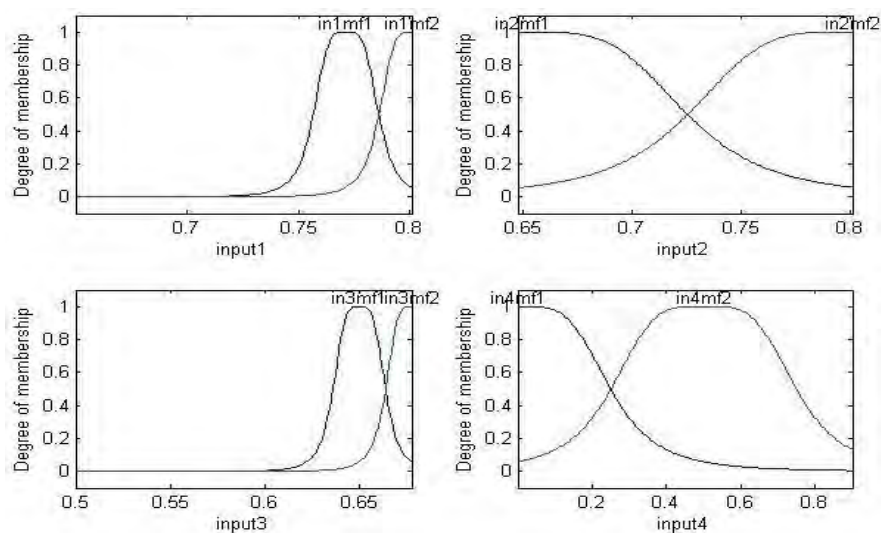 in1mf1 in1mf2
1
0.8
0.6
0.4
0.2
0
Degree of membership
0.7 0.75 0.8
input1
in2mf1 in2mf2
1
0.8
0.6
0.4
0.2
0
Degree of membership
0.65 0.7 0.75 0.8
input2
in3mf1in3mf2
1
0.8
0.6
0.4
0.2
0
Degree of membership
0.5 0.55 0.6 0.65
input3
in4mf1 in4mf2
1
0.8
0.6
0.4
0.2
0
Degree of membership
0.2 0.4 0.6 0.8
input4